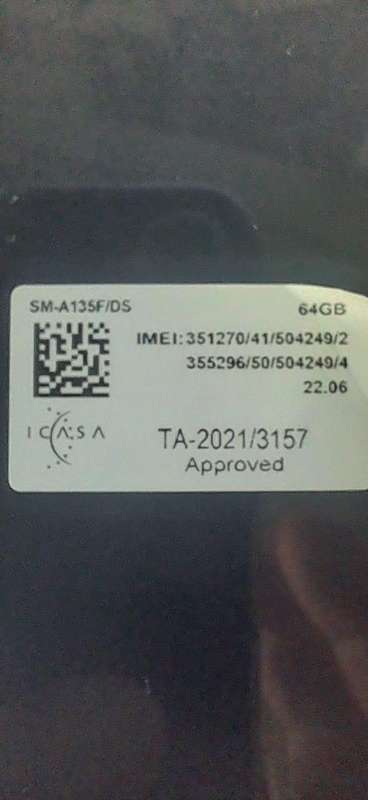 SM-A135F/DS 64GB
IMEI: 351270/41/504249/2
355296/50/504249/4
22.06
ICASA
TA-2021/3157
Approved